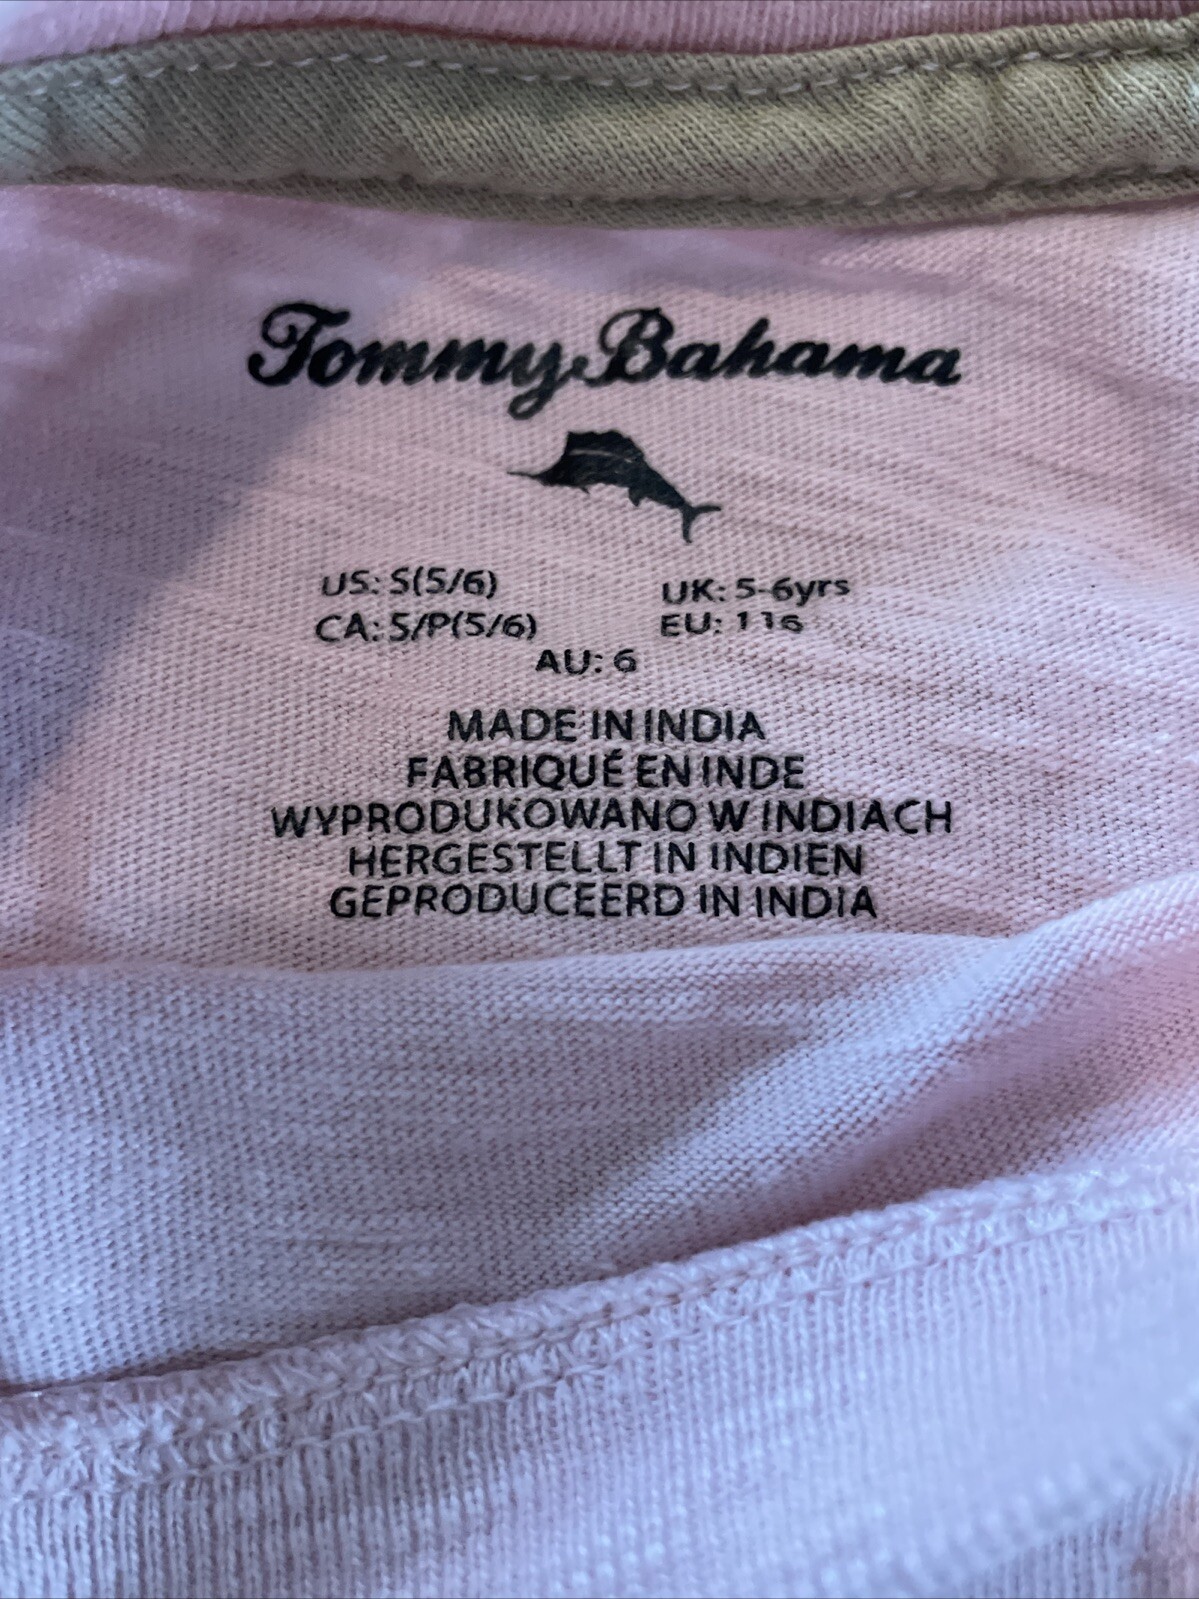 Tommy Bahama
US: S(5/6) UK: 5-6yrs
CA: S/P(5/6) EU: 116
AU: 6
MADE IN INDIA
FABRIQUÉ EN INDE
WYPRODUKOWANO W INDIACH
HERGESTELLT IN INDIEN
GEPRODUCEERD IN INDIA